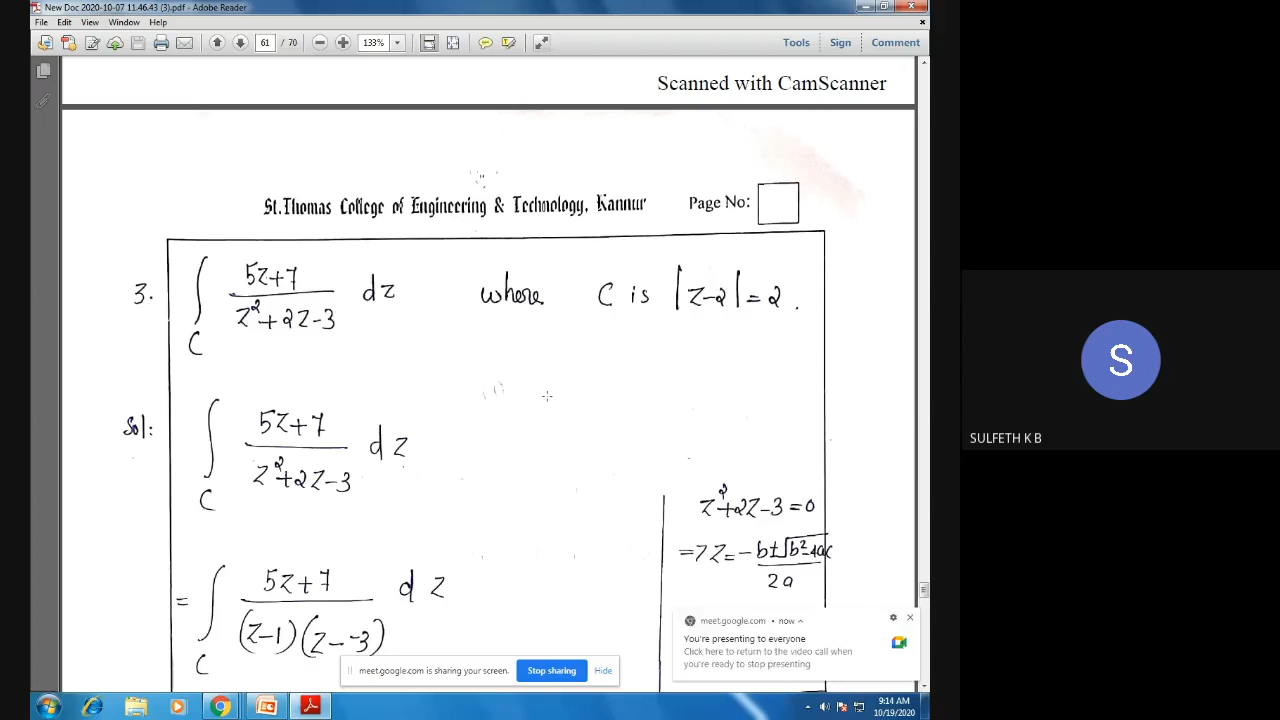 New Doc 2020-10-07 11.46.43 (3).pdf - Adobe Reader
File Edit View Window Help
61 / 70 133% Tools Sign Comment
Scanned with CamScanner
St.Thomas College of Engineering & Technology, Kannur Page No:
3. ∫_C (5z+7)/(z²+2z-3) dz where C is |z-2| = 2 .
Sol: ∫_C (5z+7)/(z²+2z-3) dz
z²+2z-3 = 0
=7 z = (-b±√(b²-4ac))/2a
= ∫_C (5z+7)/((z-1)(z--3)) dz
meet.google.com • now
You're presenting to everyone
Click here to return to the video call when
you're ready to stop presenting
meet.google.com is sharing your screen. Stop sharing Hide
9:14 AM
10/19/2020
S
SULFETH K B